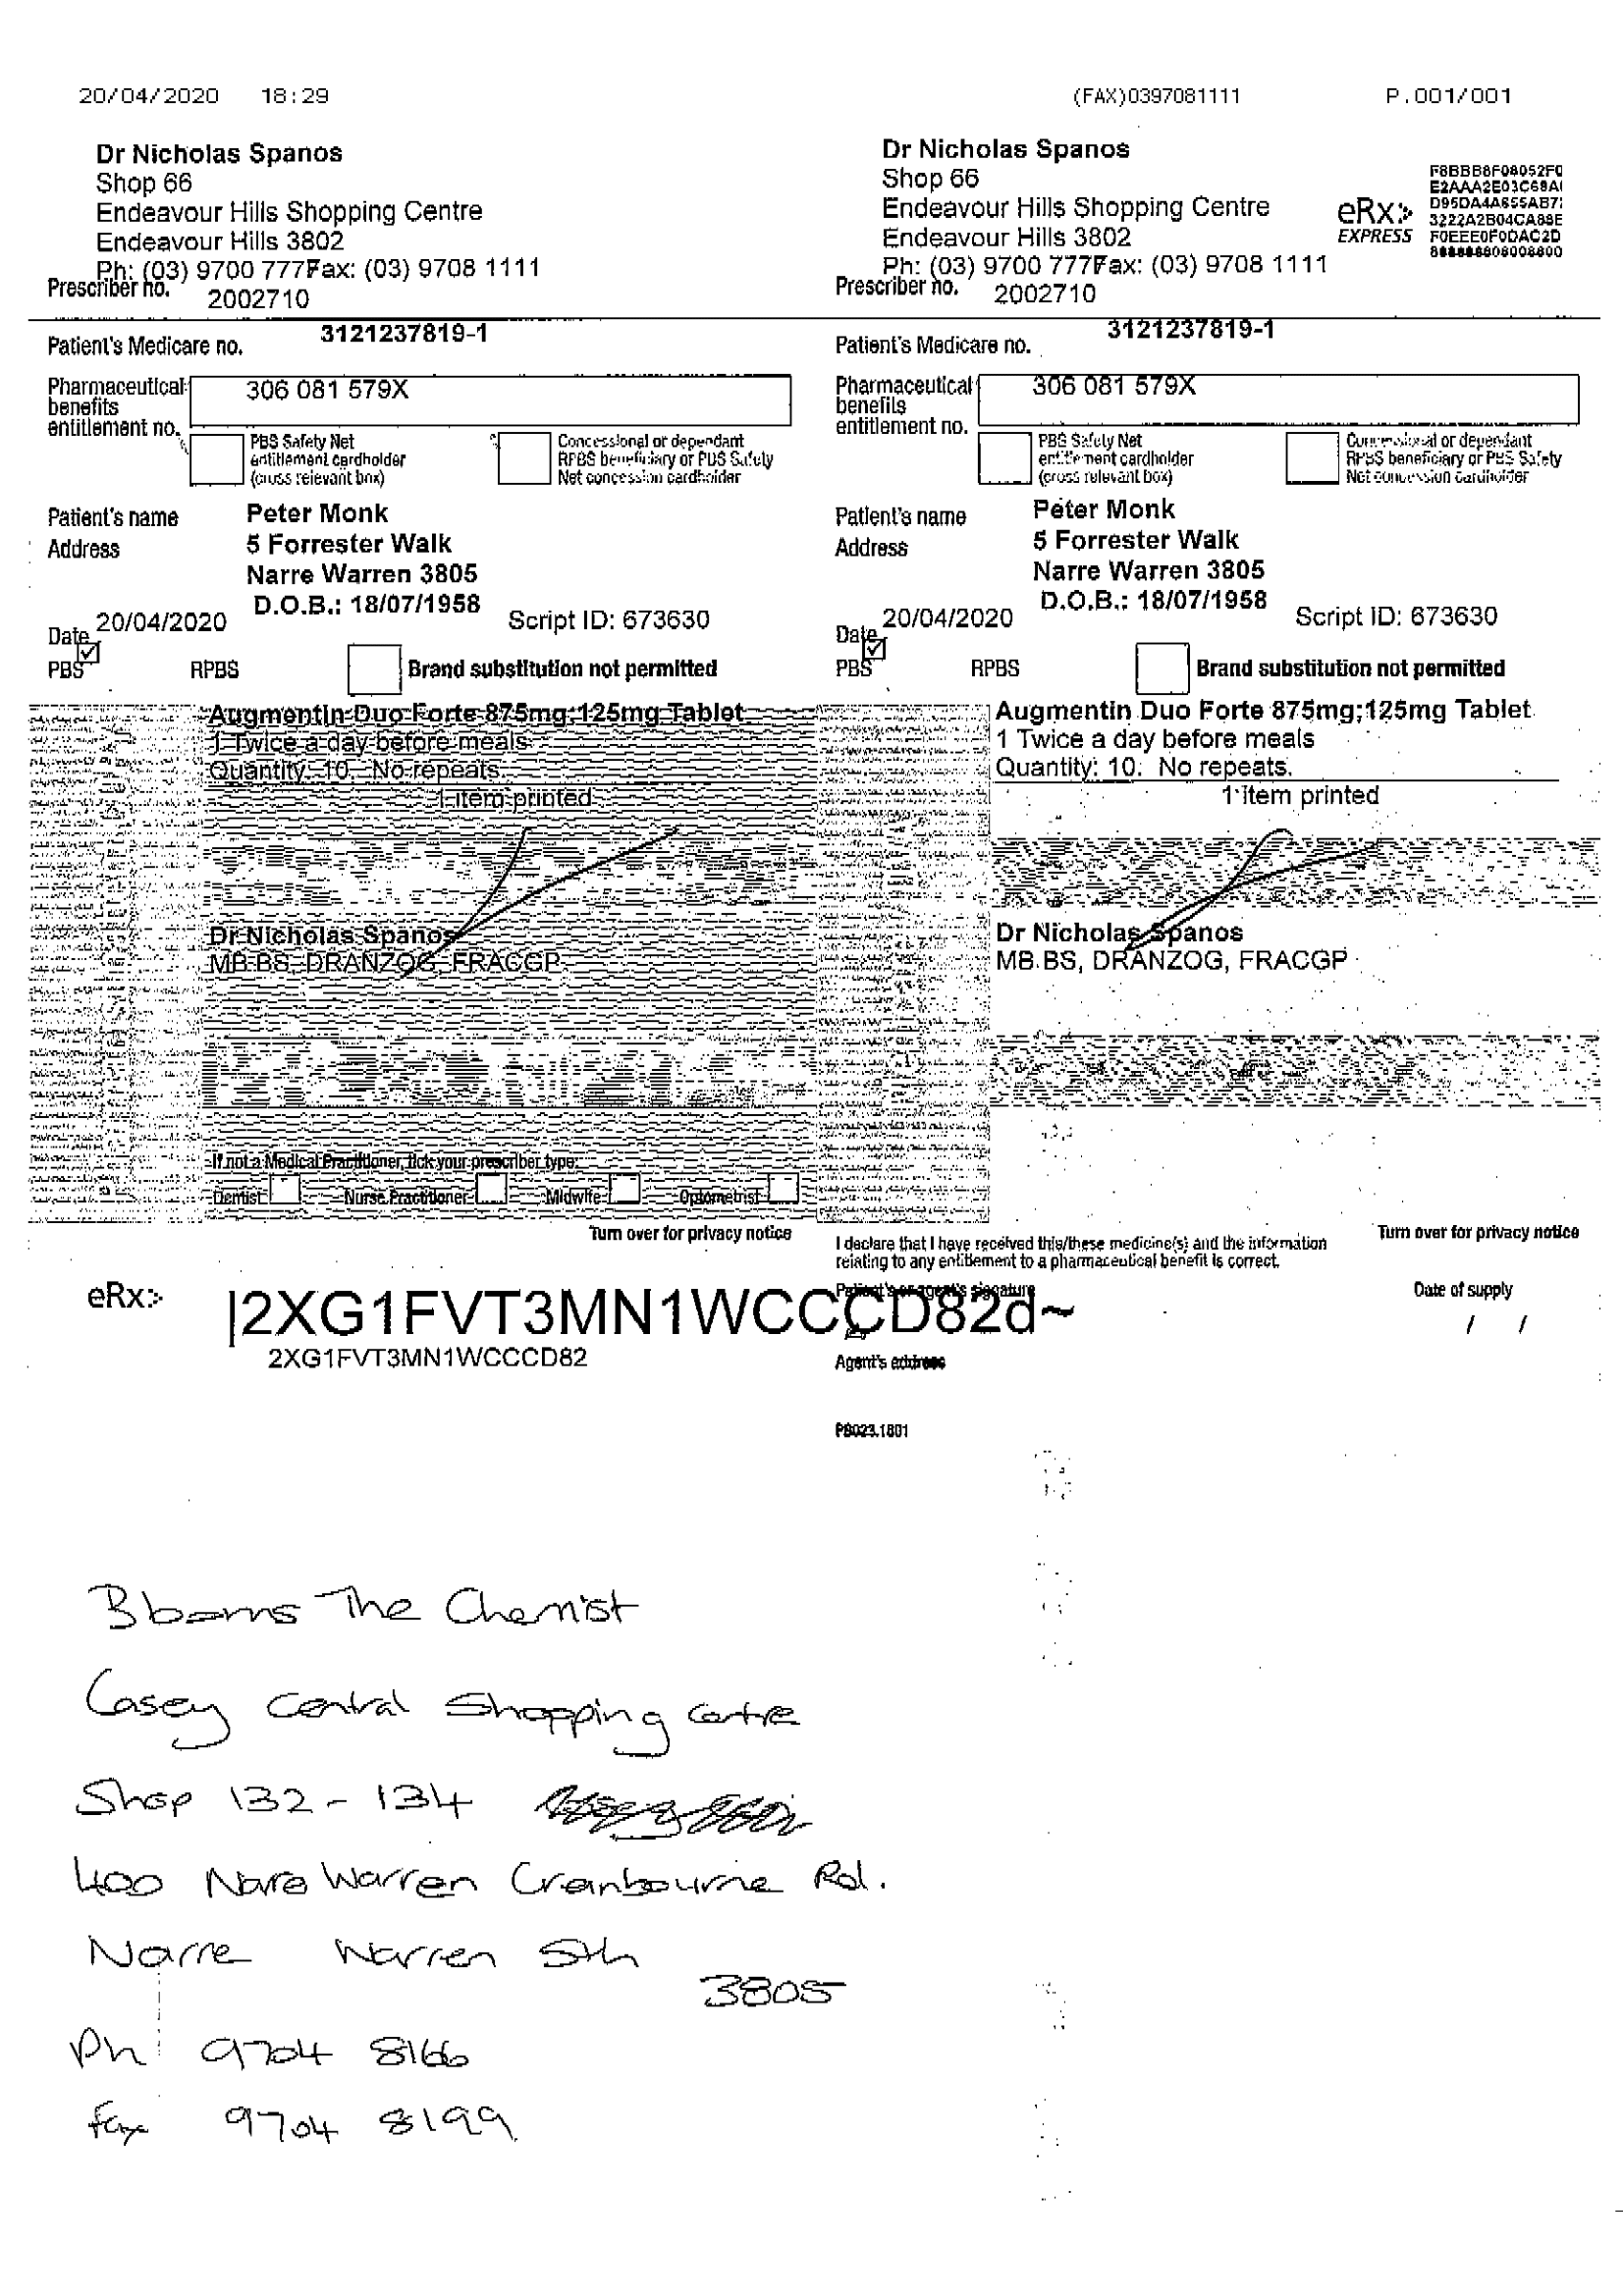 20/04/2020 18:29 (FAX)0397081111 P.001/001
Dr Nicholas Spanos
Shop 66
Endeavour Hills Shopping Centre
Endeavour Hills 3802
Ph: (03) 9700 777Fax: (03) 9708 1111
Prescriber no. 2002710
Patient's Medicare no. 3121237819-1
Pharmaceutical benefits entitlement no. 306 081 579X
PBS Safety Net
entitlement cardholder
(cross relevant box)
Concessional or dependant
RPBS beneficiary or PBS Safety
Net concession cardholder
Patient's name Peter Monk
Address 5 Forrester Walk
Narre Warren 3805
D.O.B.: 18/07/1958
Date 20/04/2020 Script ID: 673630
PBS RPBS Brand substitution not permitted
Augmentin Duo Forte 875mg;125mg Tablet
1 Twice a day before meals
Quantity: 10. No repeats.
1 item printed
Dr Nicholas Spanos
MB.BS, DRANZOG, FRACGP
If not a Medical Practitioner, tick your prescriber type:
Dentist Nurse Practitioner Midwife Optometrist
Turn over for privacy notice
eRx
|2XG1FVT3MN1WCCCD82d~
2XG1FVT3MN1WCCCD82
Dr Nicholas Spanos
Shop 66
Endeavour Hills Shopping Centre
Endeavour Hills 3802
Ph: (03) 9700 777Fax: (03) 9708 1111
Prescriber no. 2002710
eRx
EXPRESS
Patient's Medicare no. 3121237819-1
Pharmaceutical benefits entitlement no. 306 081 579X
PBS Safety Net
entitlement cardholder
(cross relevant box)
Concessional or dependant
RPBS beneficiary or PBS Safety
Net concession cardholder
Patient's name Peter Monk
Address 5 Forrester Walk
Narre Warren 3805
D.O.B.: 18/07/1958
Date 20/04/2020 Script ID: 673630
PBS RPBS Brand substitution not permitted
Augmentin Duo Forte 875mg;125mg Tablet
1 Twice a day before meals
Quantity: 10. No repeats.
1 item printed
Dr Nicholas Spanos
MB.BS, DRANZOG, FRACGP
Turn over for privacy notice
I declare that I have received this/these medicine(s) and the information
relating to any entitlement to a pharmaceutical benefit is correct.
Patient's or agent's signature
Date of supply
/ /
Agent's address
PB023.1801
Blooms The Chemist
Casey Central Shopping Centre
Shop 132 - 134
400 Narre Warren Cranbourne Rd.
Narre Warren Sth
3805
Ph 9704 8166
fax 9704 8199